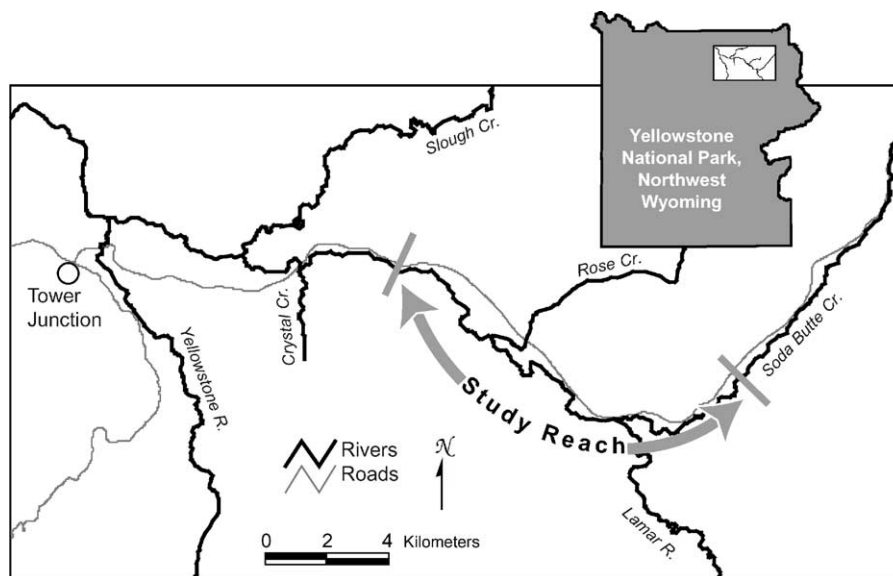 Slough Cr.
Yellowstone
National Park,
Northwest
Wyoming
Rose Cr.
Tower
Junction
Crystal Cr.
Yellowstone R.
Soda Butte Cr.
Study Reach
Rivers
Roads
N
Lamar R.
0 2 4 Kilometers